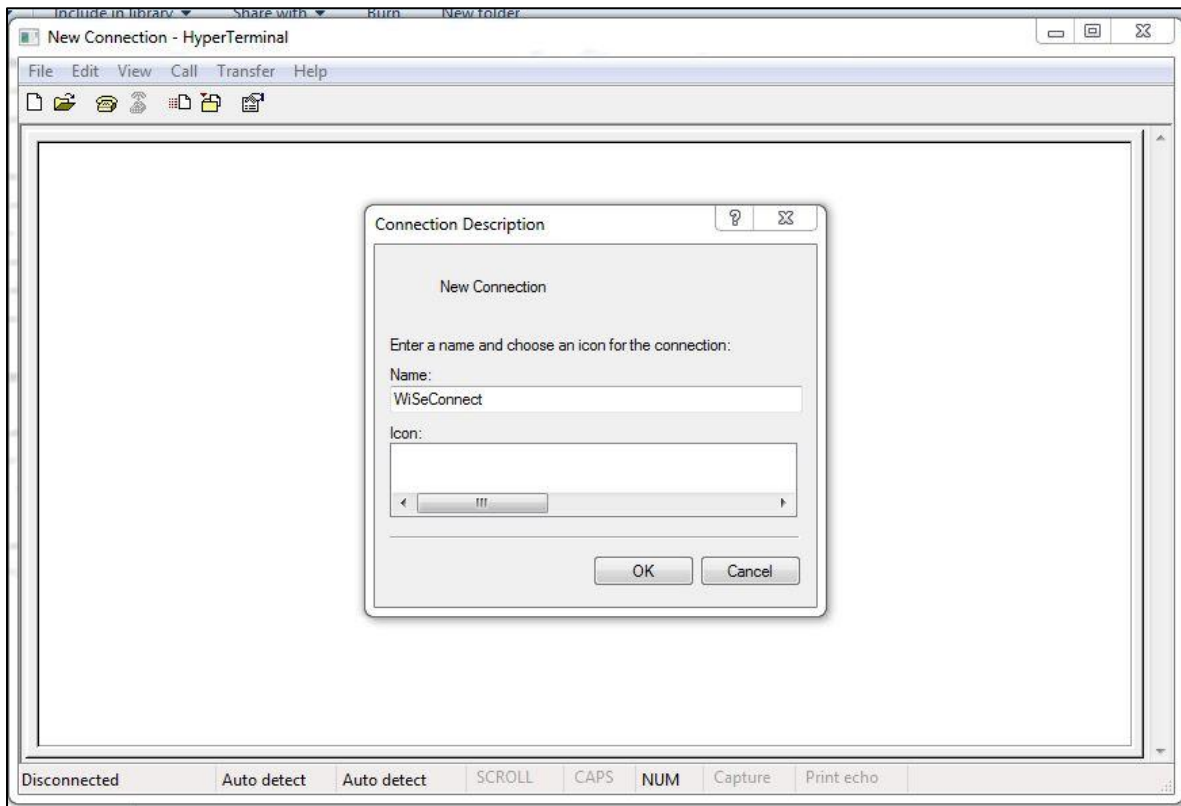 Include in library Share with Burn New folder
New Connection - HyperTerminal
File Edit View Call Transfer Help
Connection Description
New Connection
Enter a name and choose an icon for the connection:
Name:
WiSeConnect
Icon:
OK Cancel
Disconnected Auto detect Auto detect SCROLL CAPS NUM Capture Print echo